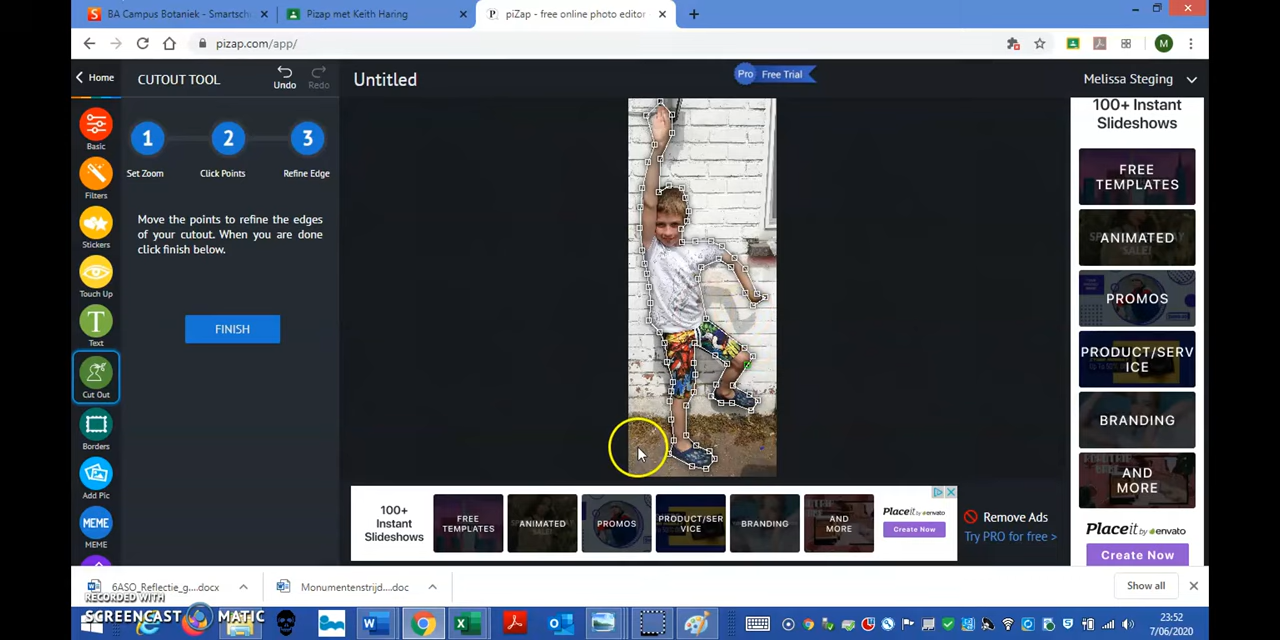 BA Campus Botaniek - Smartsch
Pizap met Keith Haring
piZap - free online photo editor
pizap.com/app/
M
Home
CUTOUT TOOL
Undo
Redo
Untitled
Pro Free Trial
Melissa Steging
Basic
Filters
Stickers
Touch Up
Text
Cut Out
Borders
Add Pic
MEME
MEME
1 2 3
Set Zoom Click Points Refine Edge
Move the points to refine the edges
of your cutout. When you are done
click finish below.
FINISH
100+ Instant
Slideshows
FREE
TEMPLATES
ANIMATED
PROMOS
PRODUCT/SERV
ICE
BRANDING
AND
MORE
Placeit by envato
Create Now
100+
Instant
Slideshows
FREE
TEMPLATES
ANIMATED
PROMOS
PRODUCT/SER
VICE
BRANDING
AND
MORE
Placeit by envato
Create Now
Remove Ads
Try PRO for free >
6ASO_Reflectie_g....docx
Monumentenstrijd....doc
Show all
RECORDED WITH
SCREENCAST MATIC
23:52
7/06/2020